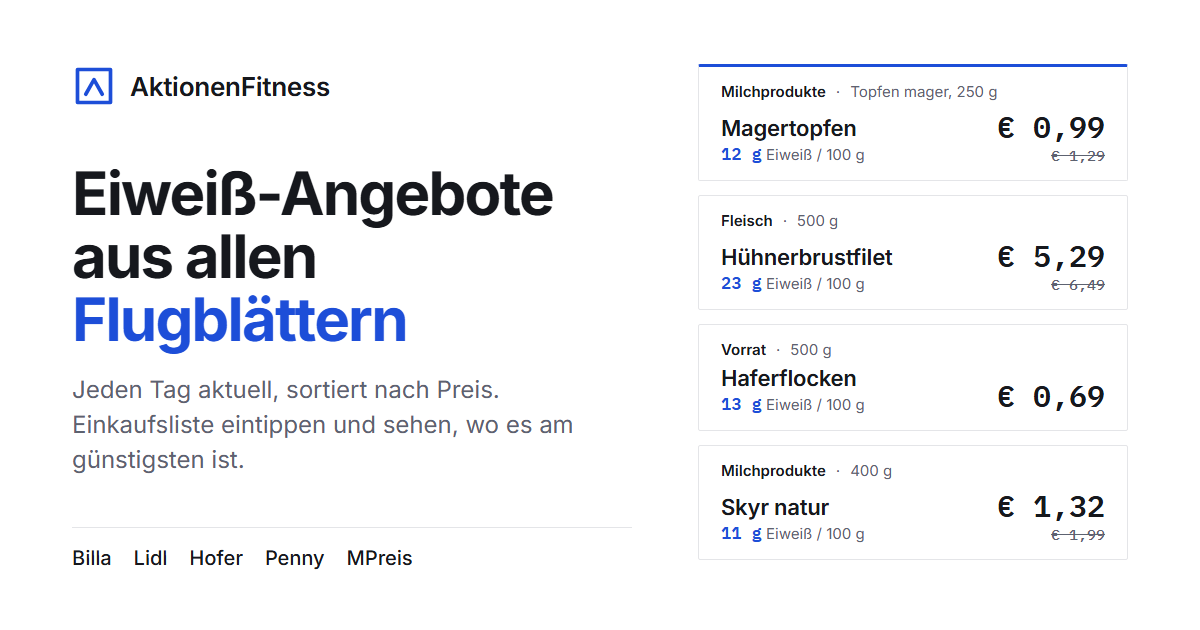 AktionenFitness
Eiweiß-Angebote
aus allen
Flugblättern
Jeden Tag aktuell, sortiert nach Preis.
Einkaufsliste eintippen und sehen, wo es am
günstigsten ist.
Billa Lidl Hofer Penny MPreis
Milchprodukte · Topfen mager, 250 g
Magertopfen € 0,99
12 g Eiweiß / 100 g € 1,29
Fleisch · 500 g
Hühnerbrustfilet € 5,29
23 g Eiweiß / 100 g € 6,49
Vorrat · 500 g
Haferflocken
13 g Eiweiß / 100 g € 0,69
Milchprodukte · 400 g
Skyr natur € 1,32
11 g Eiweiß / 100 g € 1,99